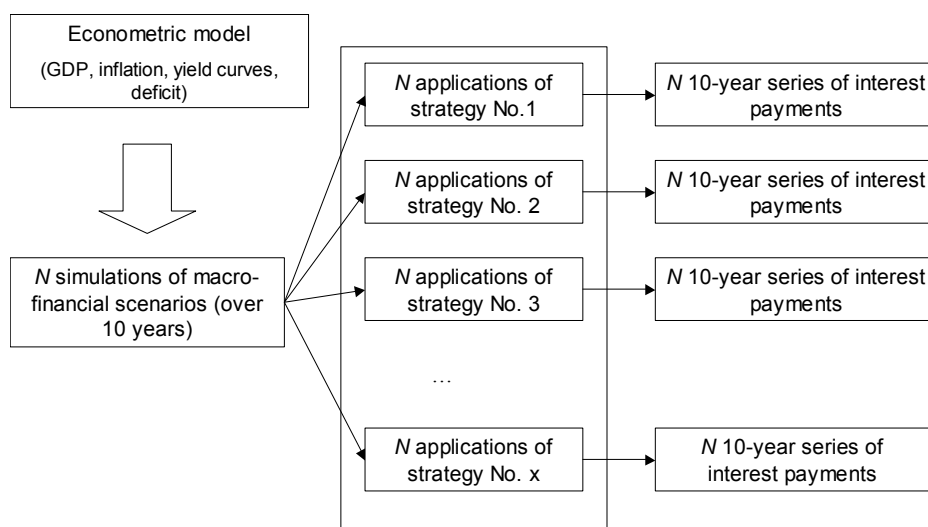 Econometric model
(GDP, inflation, yield curves,
deficit)
N simulations of macro-
financial scenarios (over
10 years)
N applications of
strategy No.1
N 10-year series of interest
payments
N applications of
strategy No. 2
N 10-year series of interest
payments
N applications of
strategy No. 3
N 10-year series of interest
payments
...
N applications of
strategy No. x
N 10-year series of
interest payments